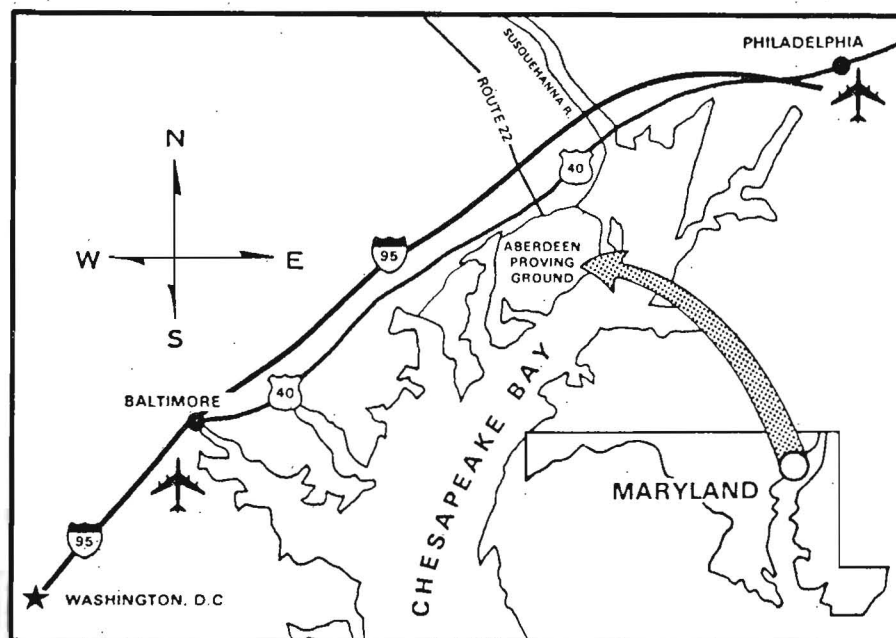 PHILADELPHIA
SUSQUEHANNA R.
ROUTE 22
N
40
W
E
95
ABERDEEN
PROVING
GROUND
S
BALTIMORE
40
CHESAPEAKE BAY
MARYLAND
95
WASHINGTON, D.C